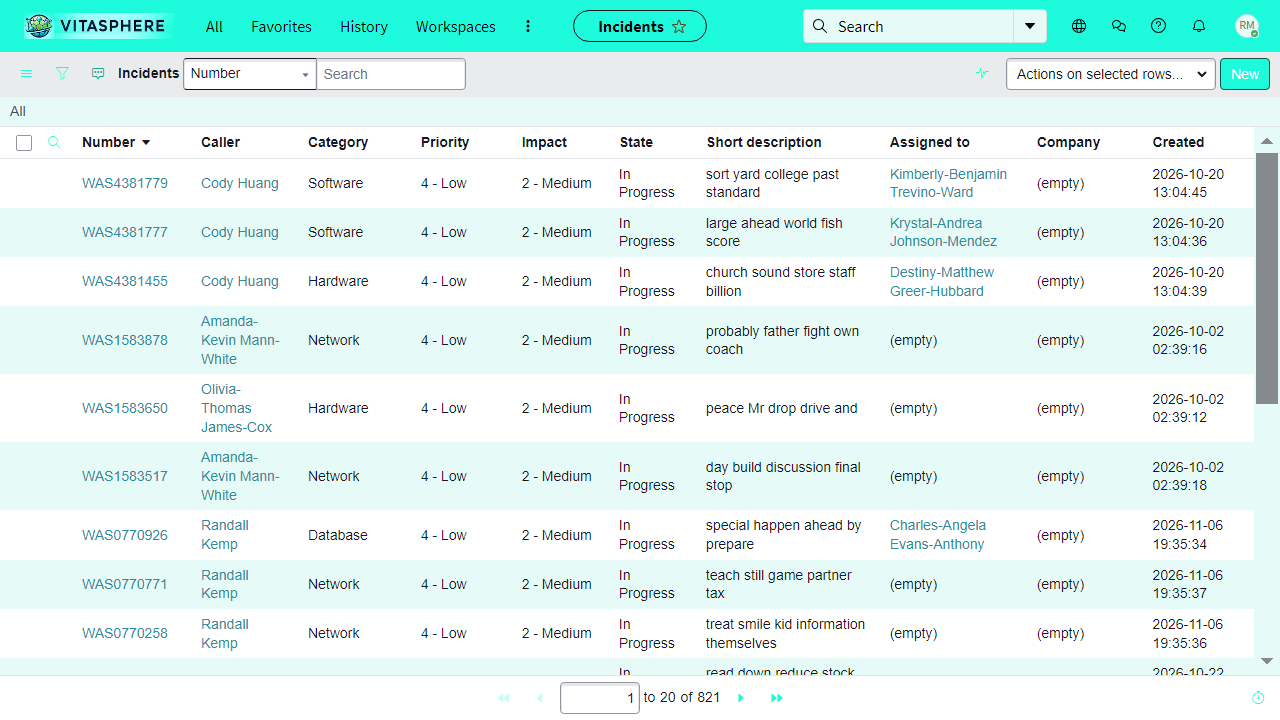 VITASPHERE All Favorites History Workspaces Incidents Search RM
Incidents Number Search Actions on selected rows... New
All
Number Caller Category Priority Impact State Short description Assigned to Company Created
WAS4381779 Cody Huang Software 4 - Low 2 - Medium In Progress sort yard college past standard Kimberly-Benjamin Trevino-Ward (empty) 2026-10-20 13:04:45
WAS4381777 Cody Huang Software 4 - Low 2 - Medium In Progress large ahead world fish score Krystal-Andrea Johnson-Mendez (empty) 2026-10-20 13:04:36
WAS4381455 Cody Huang Hardware 4 - Low 2 - Medium In Progress church sound store staff billion Destiny-Matthew Greer-Hubbard (empty) 2026-10-20 13:04:39
WAS1583878 Amanda-Kevin Mann-White Network 4 - Low 2 - Medium In Progress probably father fight own coach (empty) (empty) 2026-10-02 02:39:16
WAS1583650 Olivia-Thomas James-Cox Hardware 4 - Low 2 - Medium In Progress peace Mr drop drive and (empty) (empty) 2026-10-02 02:39:12
WAS1583517 Amanda-Kevin Mann-White Network 4 - Low 2 - Medium In Progress day build discussion final stop (empty) (empty) 2026-10-02 02:39:18
WAS0770926 Randall Kemp Database 4 - Low 2 - Medium In Progress special happen ahead by prepare Charles-Angela Evans-Anthony (empty) 2026-11-06 19:35:34
WAS0770771 Randall Kemp Network 4 - Low 2 - Medium In Progress teach still game partner tax (empty) (empty) 2026-11-06 19:35:37
WAS0770258 Randall Kemp Network 4 - Low 2 - Medium In Progress treat smile kid information themselves (empty) (empty) 2026-11-06 19:35:36
In read down reduce stock 2026-10-22
1 to 20 of 821